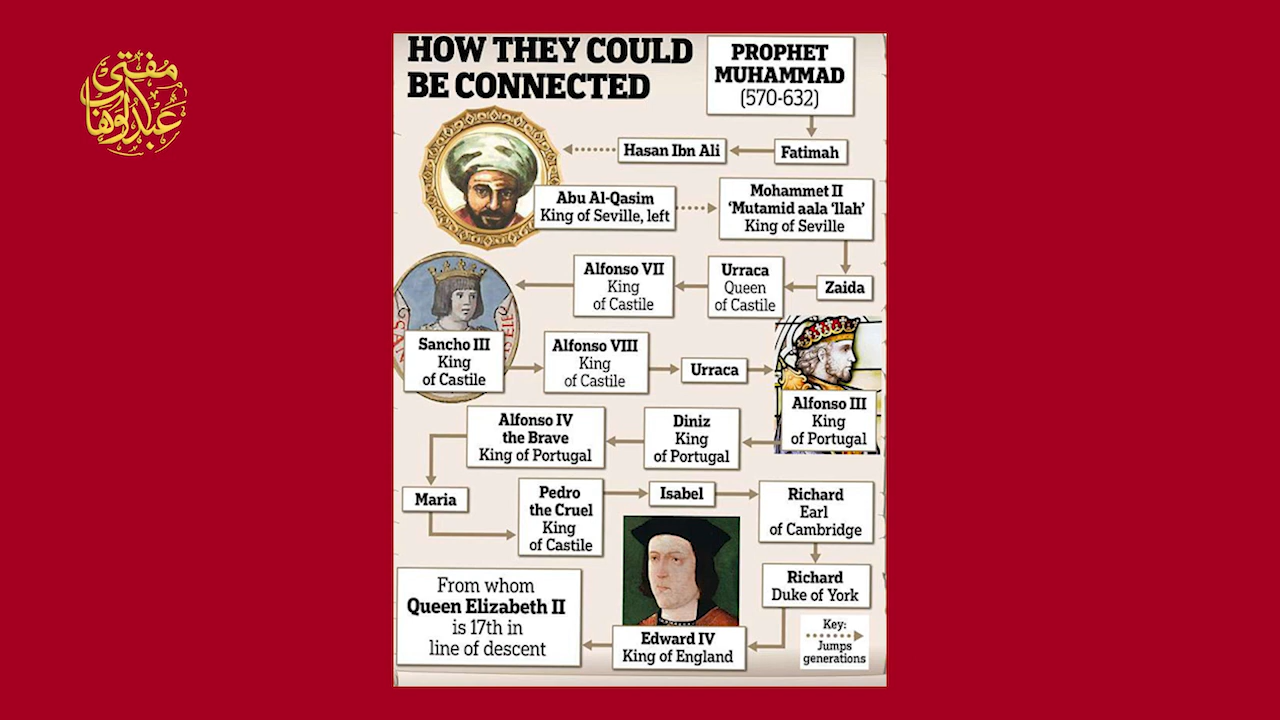 مفتی
عبدالوهاب
HOW THEY COULD
BE CONNECTED
PROPHET
MUHAMMAD
(570-632)
Fatimah
Hasan Ibn Ali
Abu Al-Qasim
King of Seville, left
Mohammet II
‘Mutamid aala ‘llah’
King of Seville
Zaida
Urraca
Queen
of Castile
Alfonso VII
King
of Castile
Sancho III
King
of Castile
Alfonso VIII
King
of Castile
Urraca
Alfonso III
King
of Portugal
Diniz
King
of Portugal
Alfonso IV
the Brave
King of Portugal
Maria
Pedro
the Cruel
King
of Castile
Isabel
Richard
Earl
of Cambridge
Richard
Duke of York
Edward IV
King of England
From whom
Queen Elizabeth II
is 17th in
line of descent
Key:
Jumps
generations